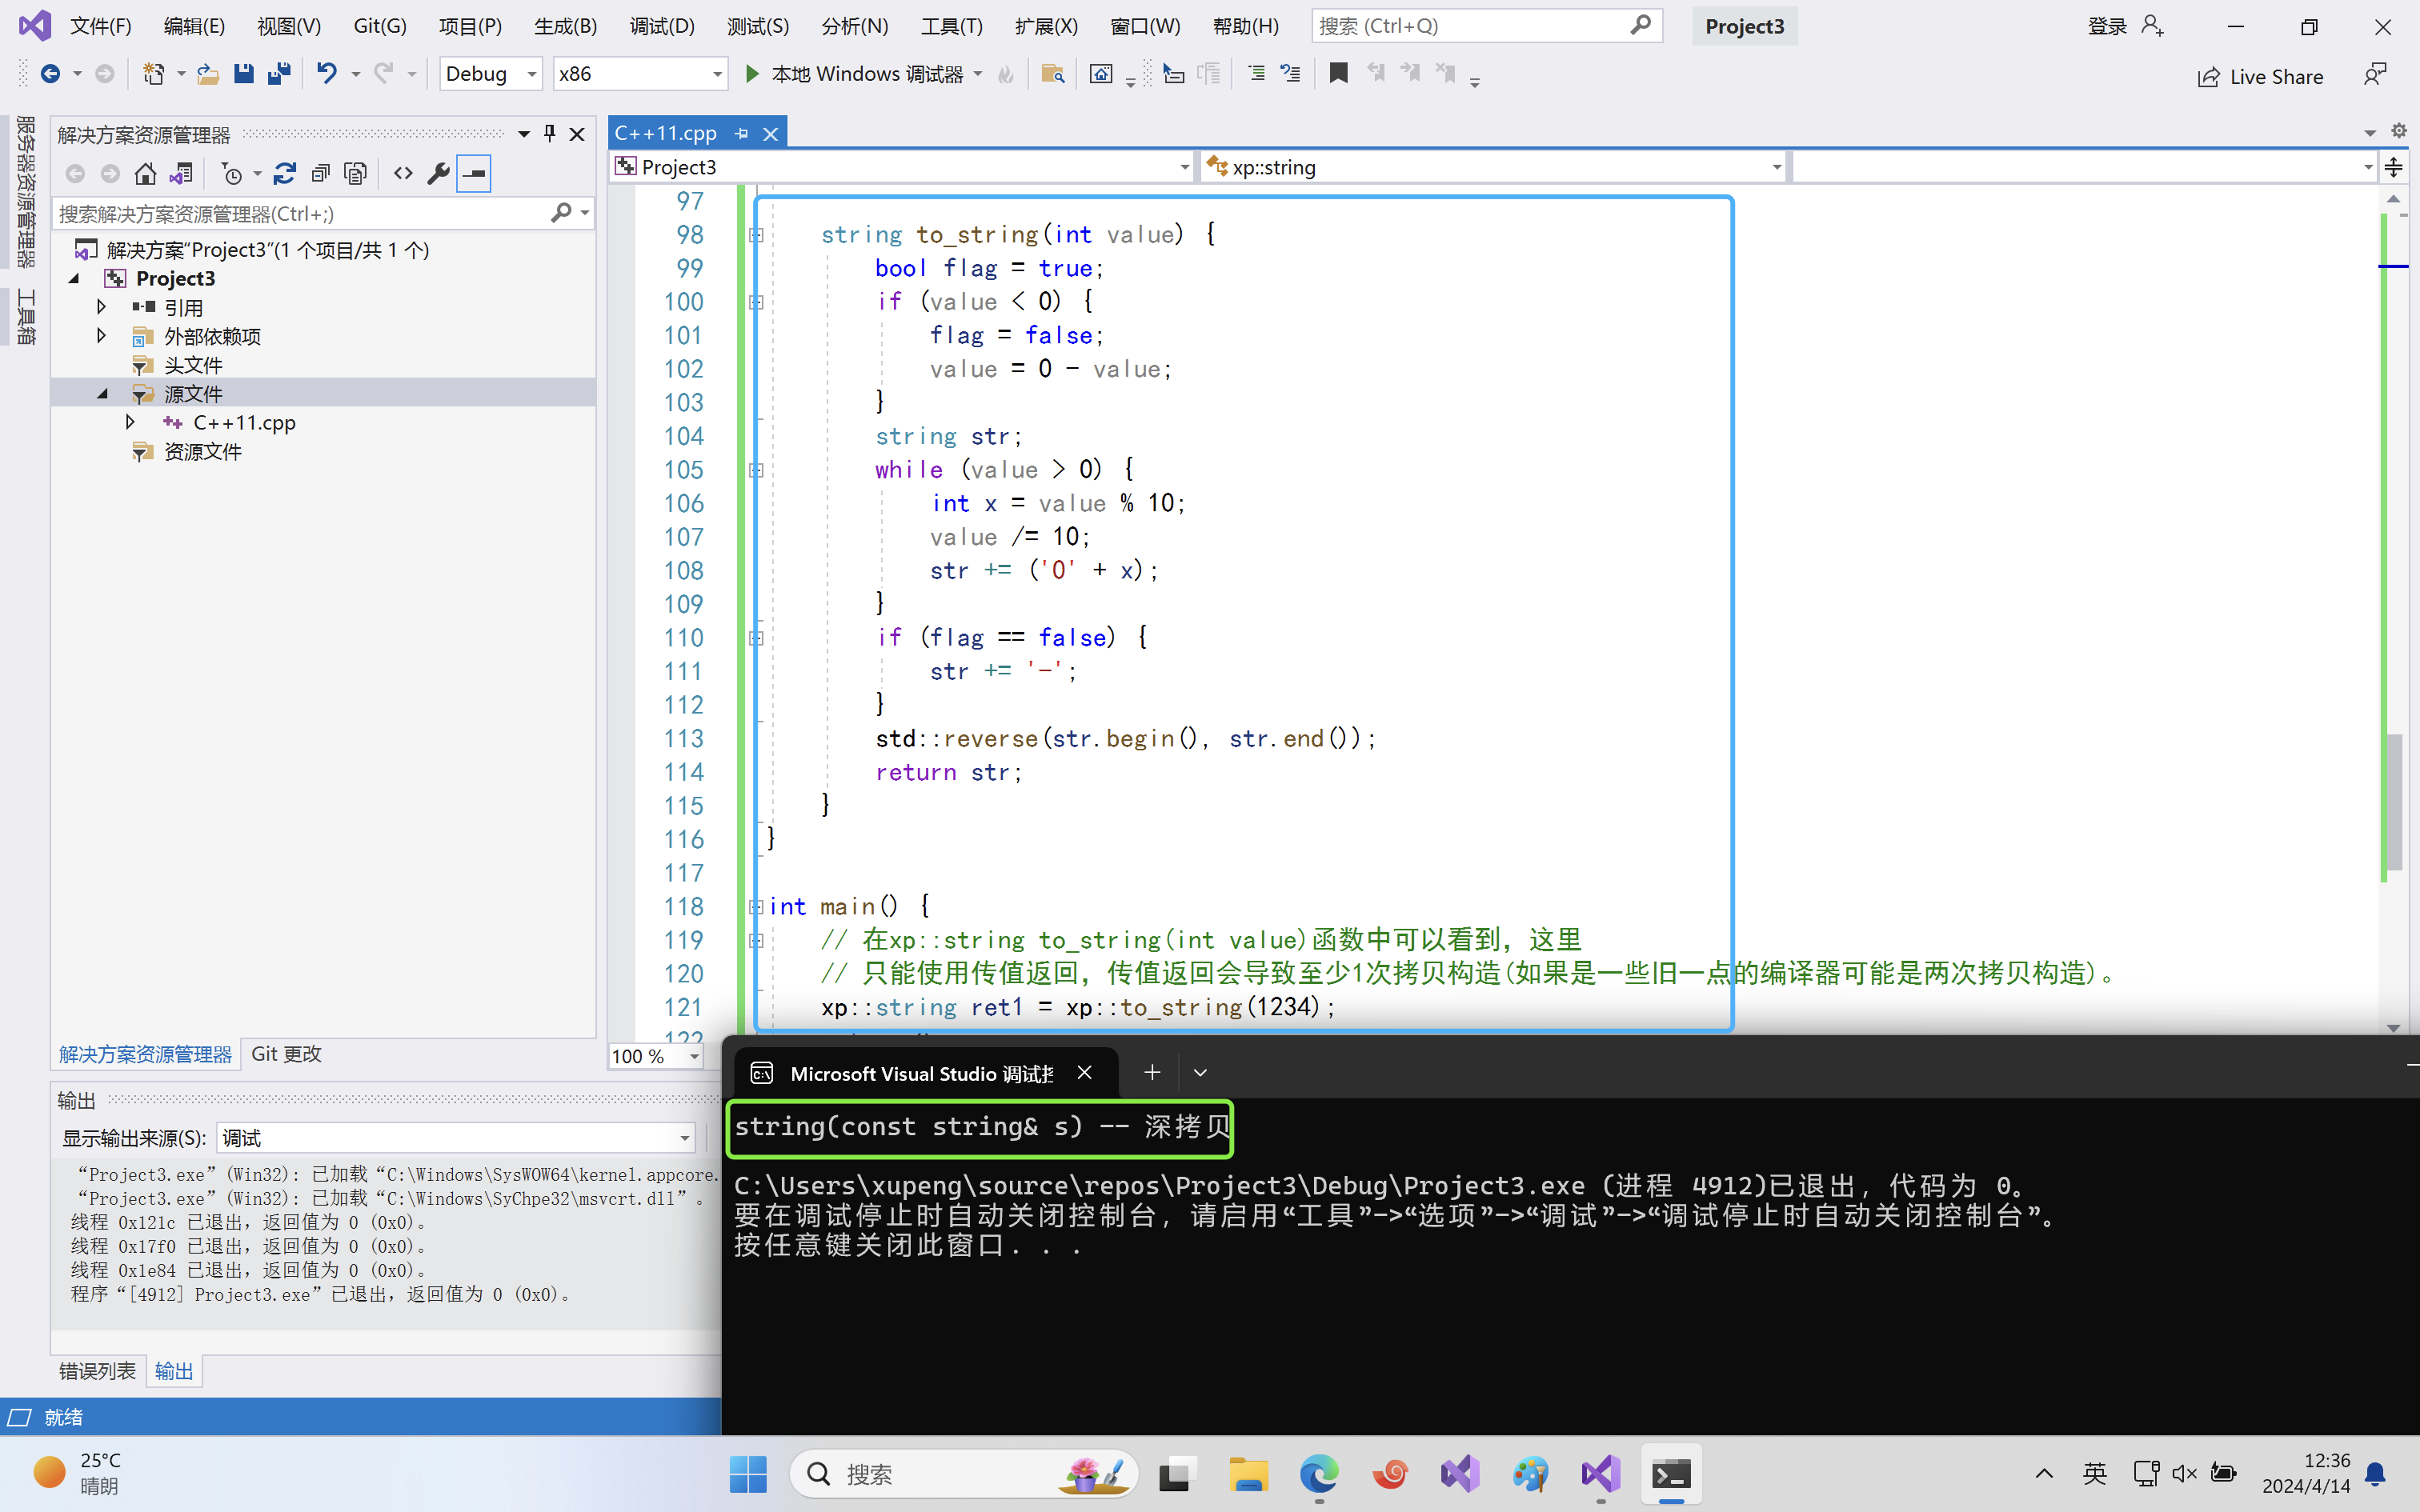 文件(F) 编辑(E) 视图(V) Git(G) 项目(P) 生成(B) 调试(D) 测试(S) 分析(N) 工具(T) 扩展(X) 窗口(W) 帮助(H) 搜索 (Ctrl+Q) Project3 登录
Debug x86 本地 Windows 调试器 Live Share
服务器资源管理器
工具箱
解决方案资源管理器
搜索解决方案资源管理器(Ctrl+;)
解决方案“Project3”(1 个项目/共 1 个)
Project3
引用
外部依赖项
头文件
源文件
C++11.cpp
资源文件
解决方案资源管理器 Git 更改
C++11.cpp
Project3 xp::string
97
98 string to_string(int value) {
99 bool flag = true;
100 if (value < 0) {
101 flag = false;
102 value = 0 - value;
103 }
104 string str;
105 while (value > 0) {
106 int x = value % 10;
107 value /= 10;
108 str += ('0' + x);
109 }
110 if (flag == false) {
111 str += '-';
112 }
113 std::reverse(str.begin(), str.end());
114 return str;
115 }
116 }
117
118 int main() {
119 // 在xp::string to_string(int value)函数中可以看到，这里
120 // 只能使用传值返回，传值返回会导致至少1次拷贝构造(如果是一些旧一点的编译器可能是两次拷贝构造)。
121 xp::string ret1 = xp::to_string(1234);
122
100 %
输出
显示输出来源(S): 调试
“Project3.exe”(Win32): 已加载“C:\Windows\SysWOW64\kernel.appcore.
“Project3.exe”(Win32): 已加载“C:\Windows\SyChpe32\msvcrt.dll”。
线程 0x121c 已退出，返回值为 0 (0x0)。
线程 0x17f0 已退出，返回值为 0 (0x0)。
线程 0x1e84 已退出，返回值为 0 (0x0)。
程序“[4912] Project3.exe”已退出，返回值为 0 (0x0)。
错误列表 输出
就绪
Microsoft Visual Studio 调试控
string(const string& s) -- 深拷贝
C:\Users\xupeng\source\repos\Project3\Debug\Project3.exe (进程 4912)已退出，代码为 0。
要在调试停止时自动关闭控制台，请启用“工具”->“选项”->“调试”->“调试停止时自动关闭控制台”。
按任意键关闭此窗口. . .
25°C
晴朗
搜索
英
12:36
2024/4/14